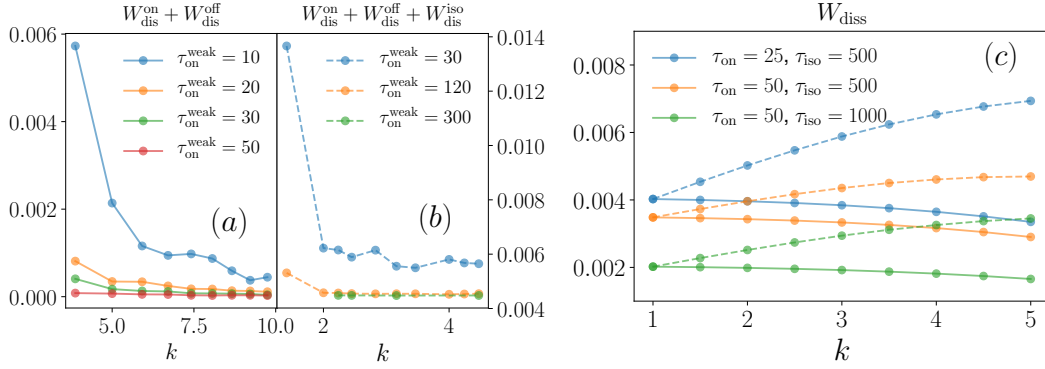 W_dis^on + W_dis^off
0.006
0.004
0.002
0.000
τ_on^weak = 10
τ_on^weak = 20
τ_on^weak = 30
τ_on^weak = 50
(a)
5.0
7.5
10.0
k
W_dis^on + W_dis^off + W_dis^iso
τ_on^weak = 30
τ_on^weak = 120
τ_on^weak = 300
(b)
0.014
0.012
0.010
0.008
0.006
0.004
2
4
k
W_diss
0.008
0.006
0.004
0.002
τ_on = 25, τ_iso = 500
τ_on = 50, τ_iso = 500
τ_on = 50, τ_iso = 1000
(c)
1
2
3
4
5
k